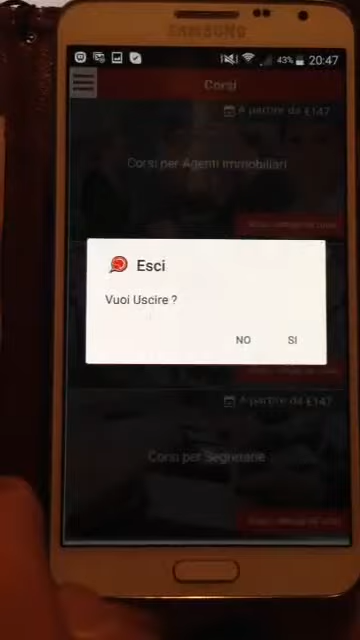 SAMSUNG
43% 20:47
Corsi
A partire da £147
Corsi per Agenti Immobiliari
Esci
Vuoi Uscire ?
NO SI
A partire da £147
Corsi per Segretarie